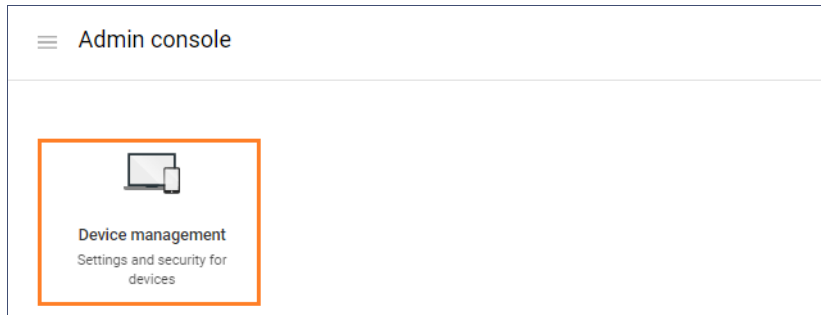 Admin console
Device management
Settings and security for
devices